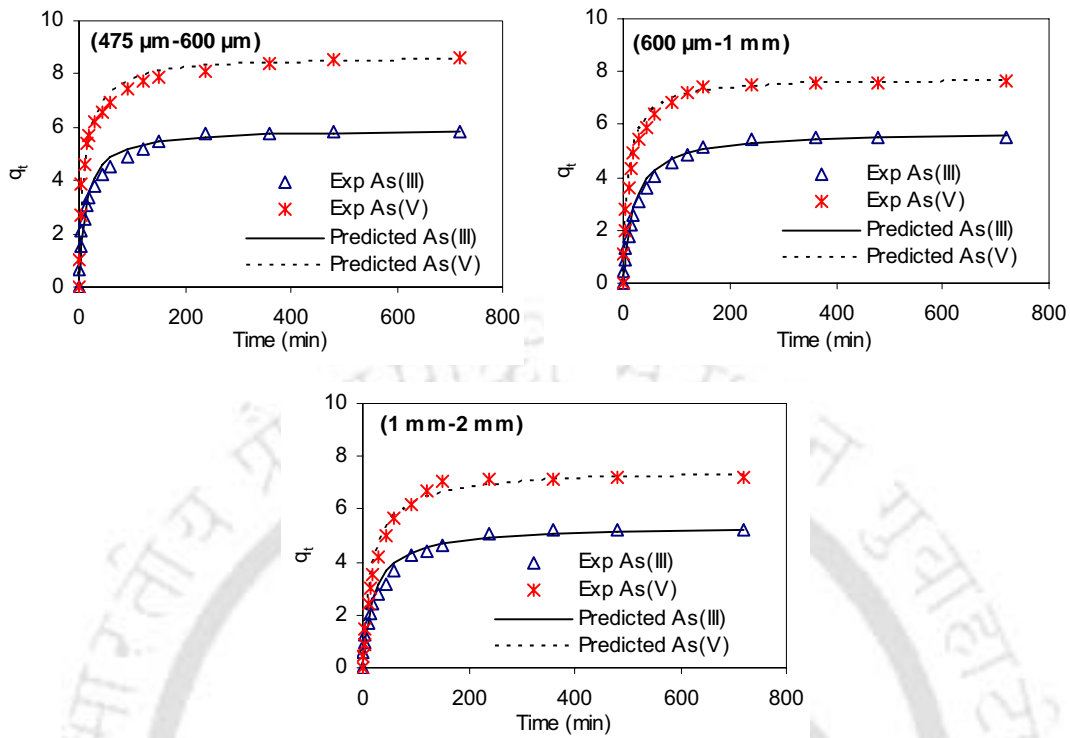 (475 µm-600 µm)
10
8
6
4
2
0
qt
Exp As(III)
Exp As(V)
Predicted As(III)
Predicted As(V)
0 200 400 600 800
Time (min)
(600 µm-1 mm)
10
8
6
4
2
0
qt
Exp As(III)
Exp As(V)
Predicted As(III)
Predicted As(V)
0 200 400 600 800
Time (min)
(1 mm-2 mm)
10
8
6
4
2
0
qt
Exp As(III)
Exp As(V)
Predicted As(III)
Predicted As(V)
0 200 400 600 800
Time (min)